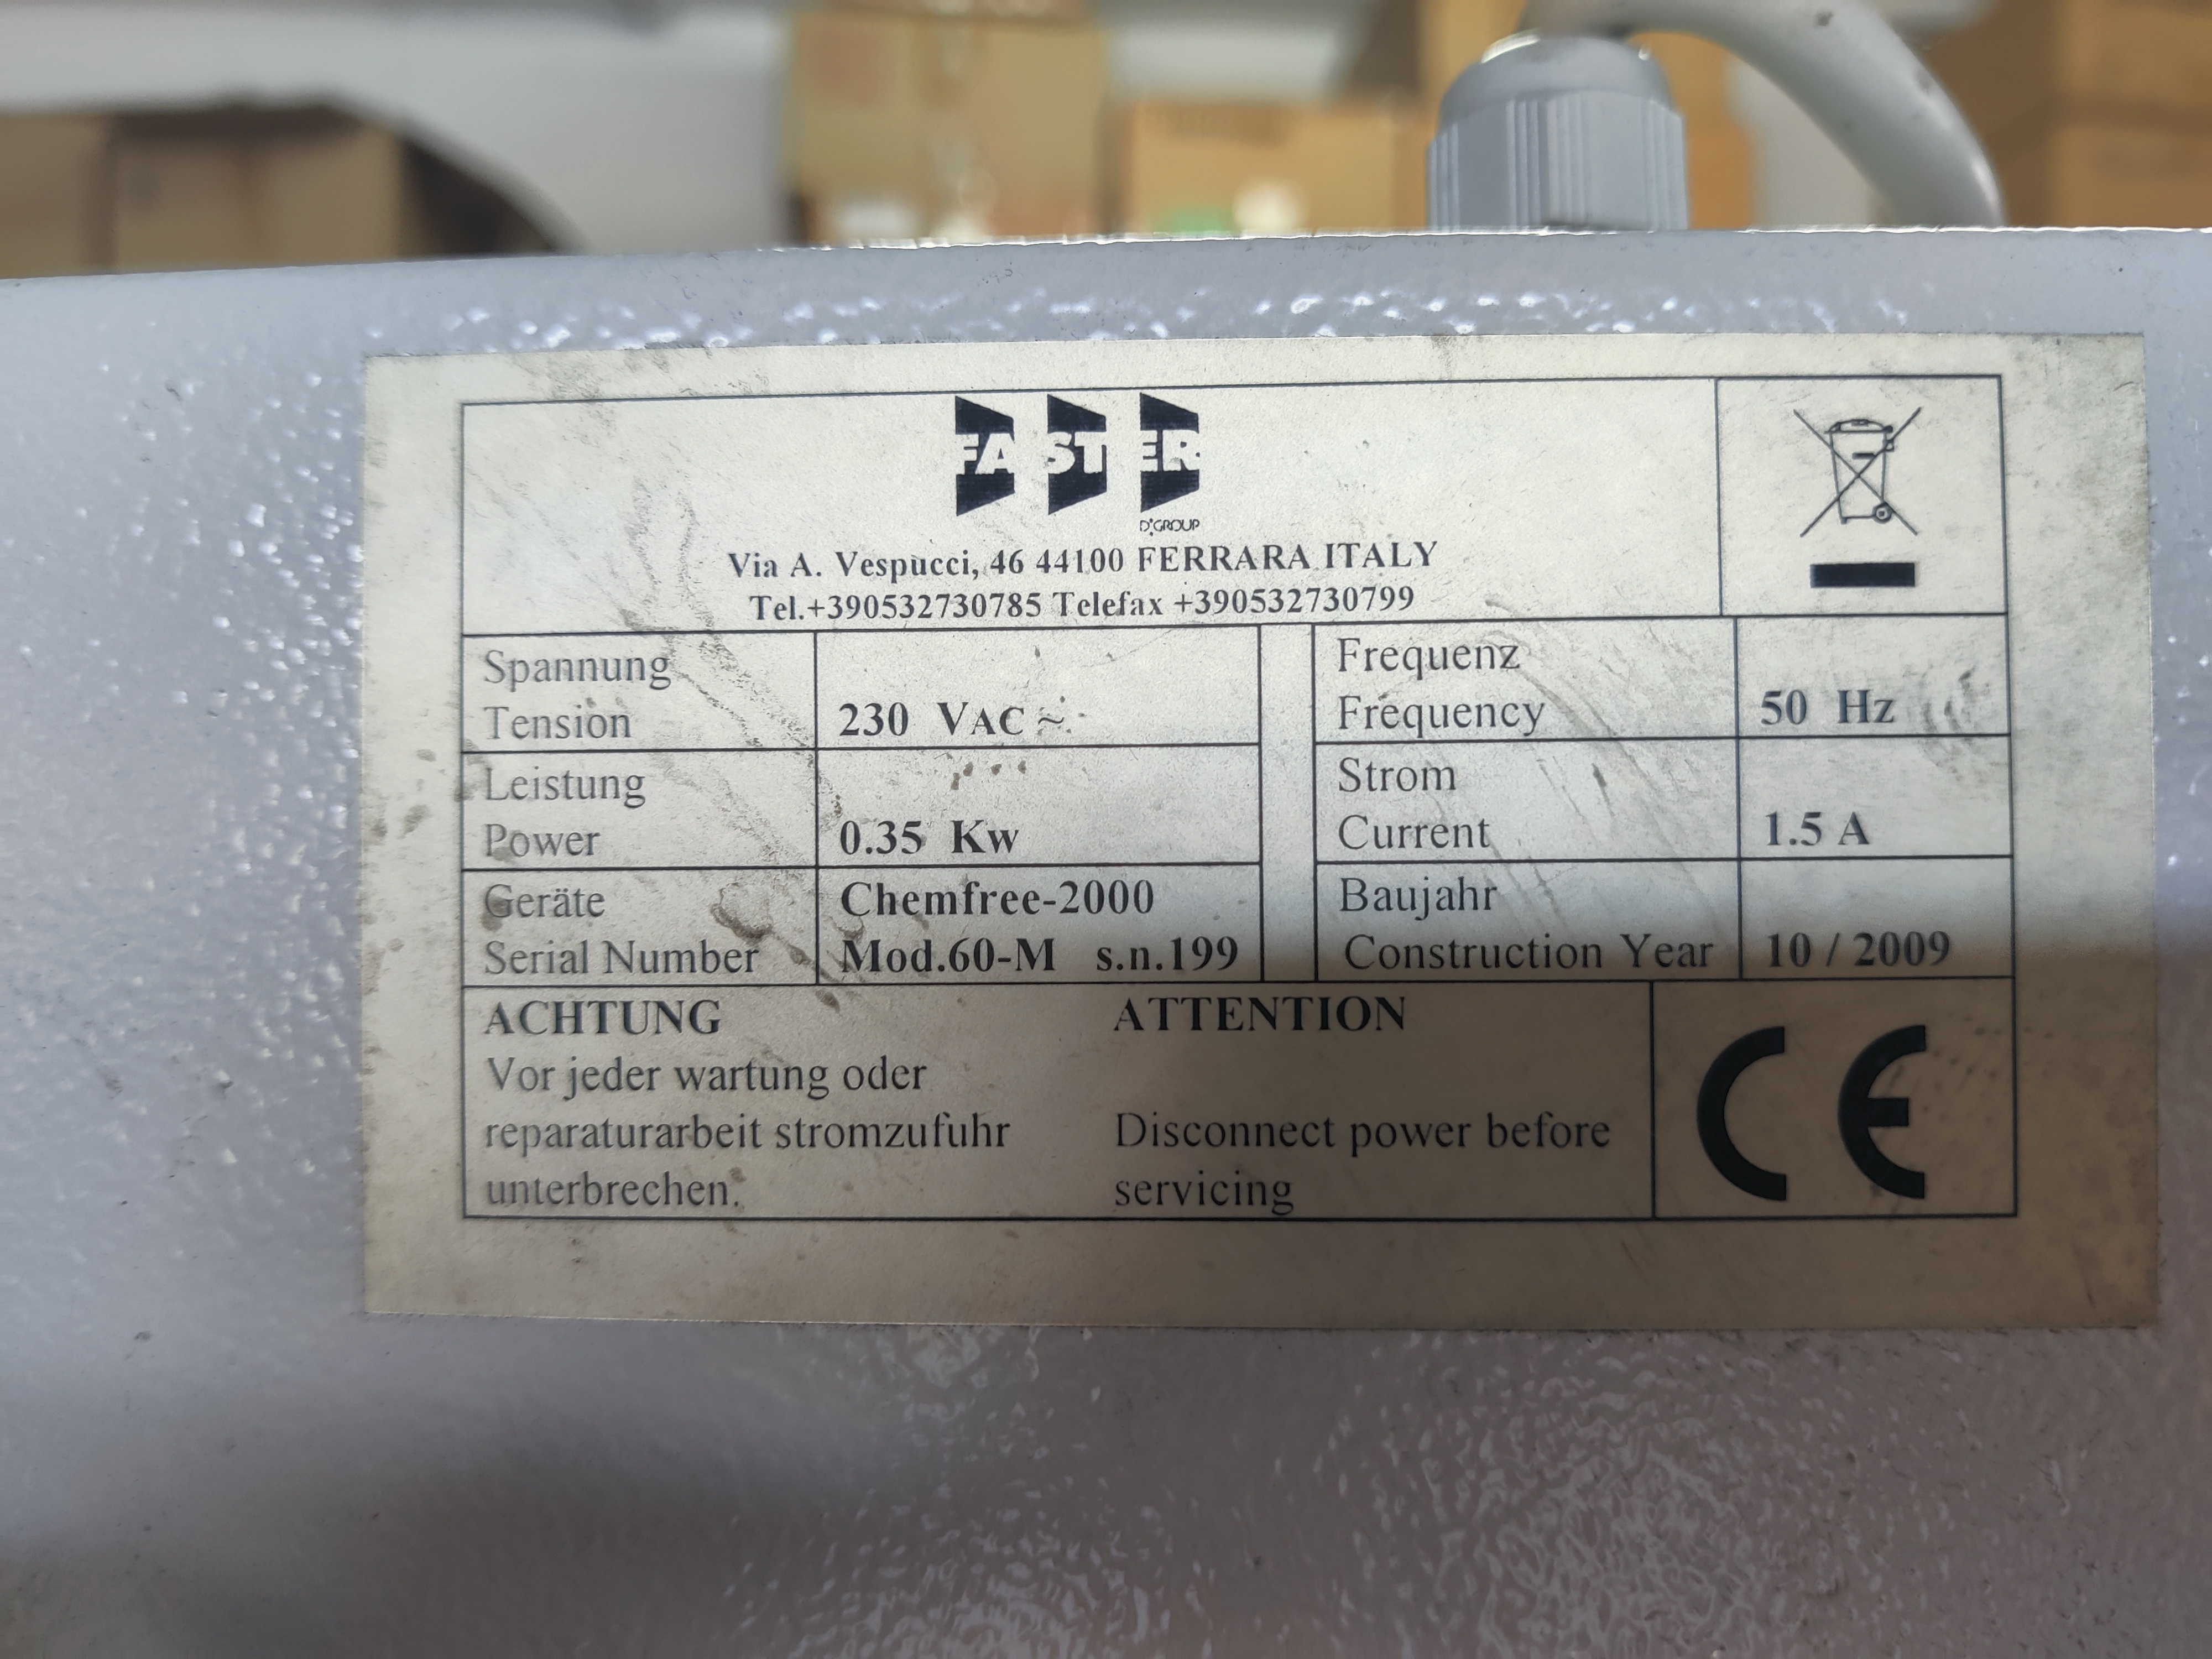 FASTER
D'GROUP
Via A. Vespucci, 46 44100 FERRARA ITALY
Tel.+390532730785 Telefax +390532730799
Spannung
Tension 230 VAC ~
Frequenz
Frequency 50 Hz
Leistung
Power 0.35 Kw
Strom
Current 1.5 A
Geräte Chemfree-2000
Serial Number Mod.60-M s.n.199
Baujahr
Construction Year 10 / 2009
ACHTUNG
Vor jeder wartung oder
reparaturarbeit stromzufuhr
unterbrechen.
ATTENTION
Disconnect power before
servicing
CE